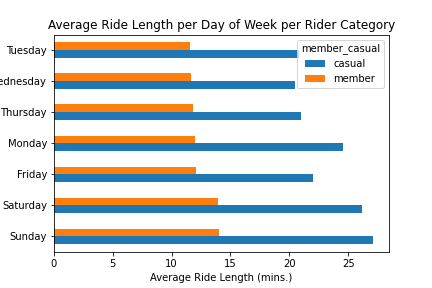 Average Ride Length per Day of Week per Rider Category
member_casual
casual
member
Tuesday
ednesday
Thursday
Monday
Friday
Saturday
Sunday
0 5 10 15 20 25
Average Ride Length (mins.)